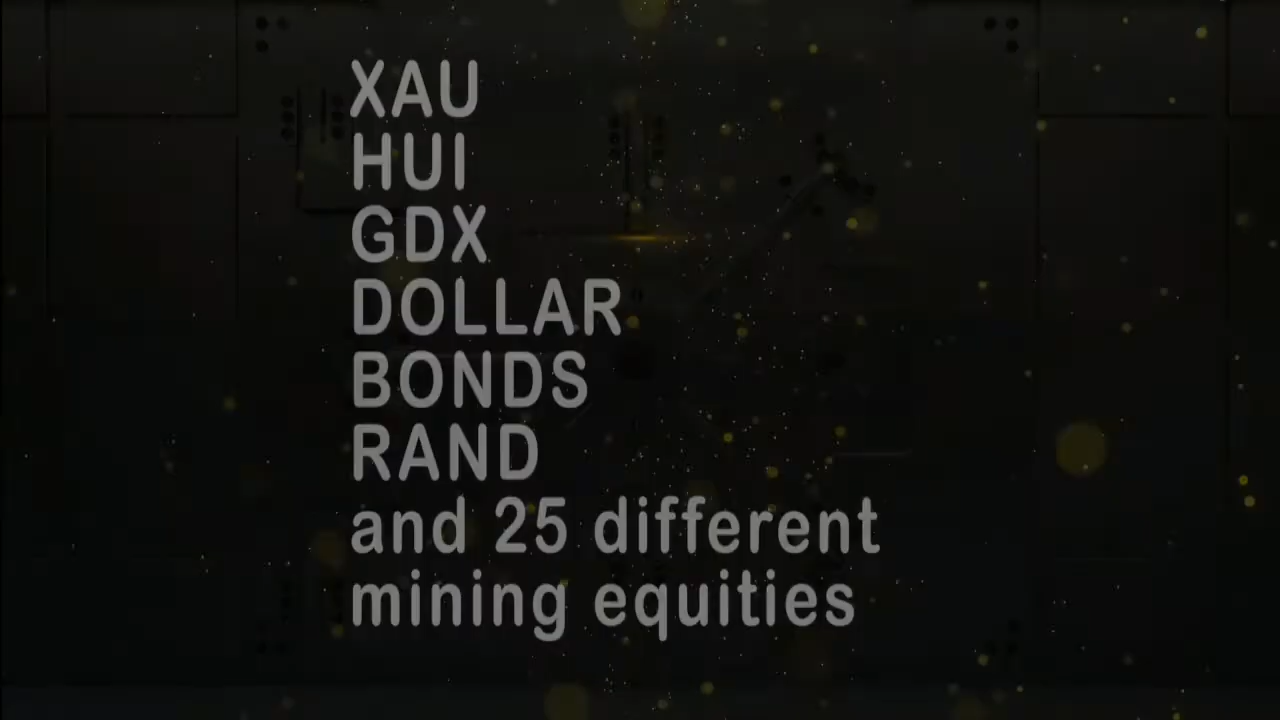 XAU
HUI
GDX
DOLLAR
BONDS
RAND
and 25 different
mining equities